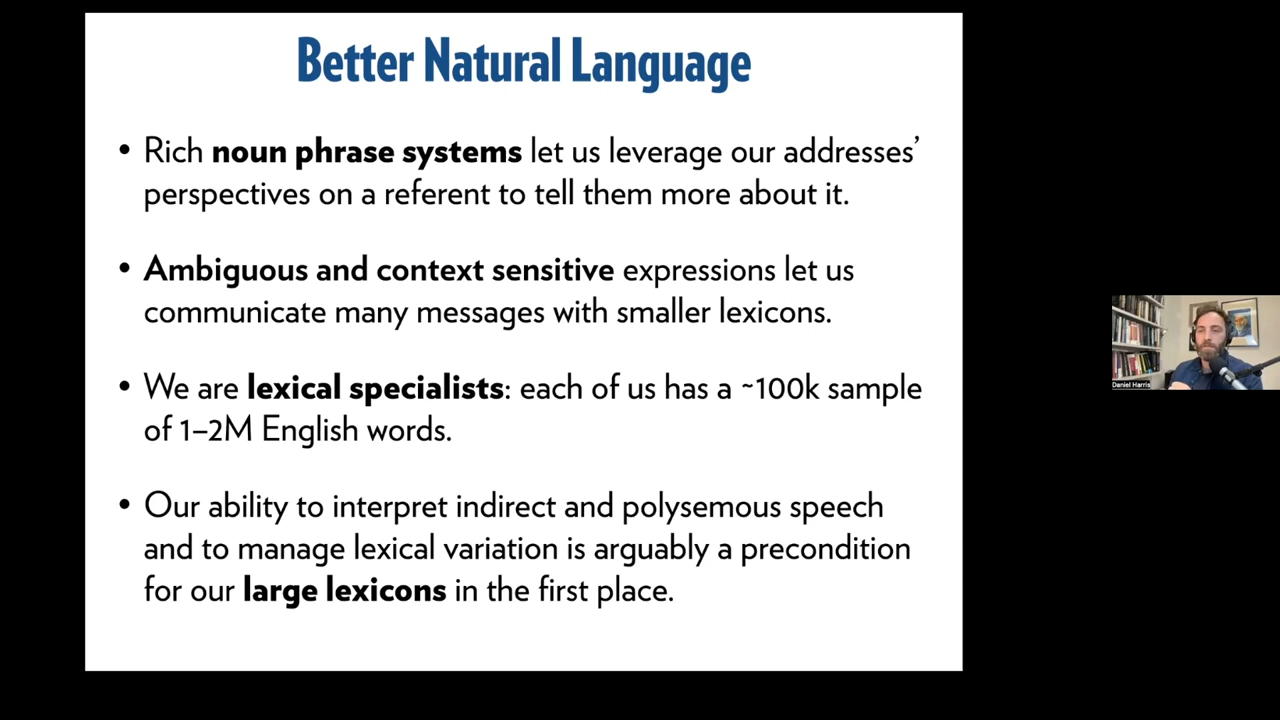 Better Natural Language
• Rich noun phrase systems let us leverage our addresses’
perspectives on a referent to tell them more about it.
• Ambiguous and context sensitive expressions let us
communicate many messages with smaller lexicons.
• We are lexical specialists: each of us has a ~100k sample
of 1–2M English words.
• Our ability to interpret indirect and polysemous speech
and to manage lexical variation is arguably a precondition
for our large lexicons in the first place.
Daniel Harris